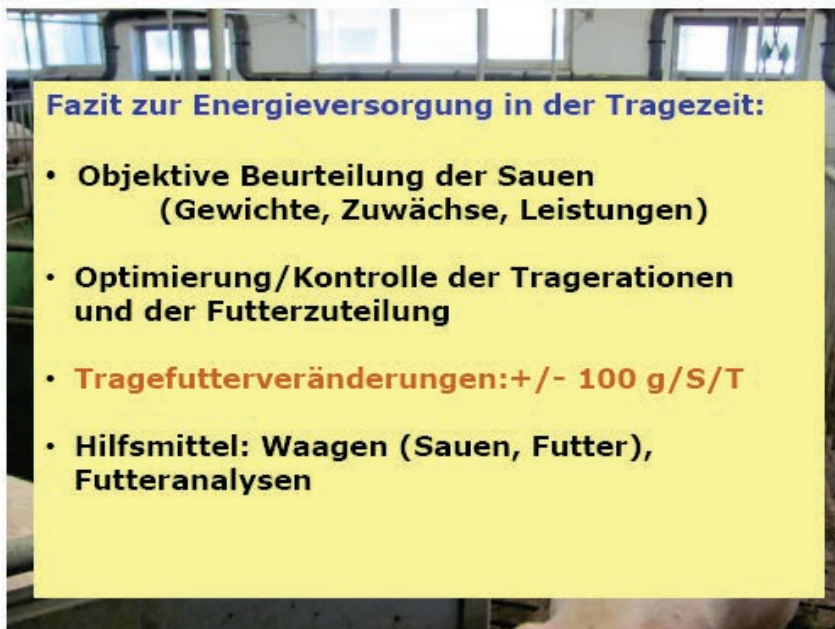 Fazit zur Energieversorgung in der Tragezeit:
• Objektive Beurteilung der Sauen
(Gewichte, Zuwächse, Leistungen)
• Optimierung/Kontrolle der Tragerationen
und der Futterzuteilung
• Tragefutterveränderungen:+/- 100 g/S/T
• Hilfsmittel: Waagen (Sauen, Futter),
Futteranalysen